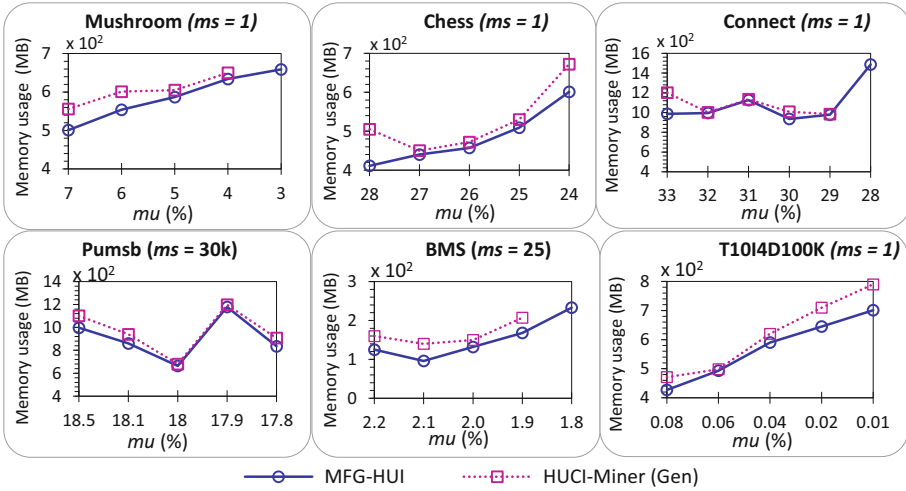 Mushroom (ms = 1)
x 10²
Memory usage (MB)
7
6
5
4
7 6 5 4 3
mu (%)
Chess (ms = 1)
x 10²
Memory usage (MB)
7
6
5
4
28 27 26 25 24
mu (%)
Connect (ms = 1)
x 10²
Memory usage (MB)
16
14
12
10
8
6
4
33 32 31 30 29 28
mu (%)
Pumsb (ms = 30k)
x 10²
Memory usage (MB)
14
12
10
8
6
4
18.5 18.1 18 17.9 17.8
mu (%)
BMS (ms = 25)
x 10²
Memory usage (MB)
3
2
1
0
2.2 2.1 2.0 1.9 1.8
mu (%)
T10I4D100K (ms = 1)
x 10²
Memory usage (MB)
8
7
6
5
4
0.08 0.06 0.04 0.02 0.01
mu (%)
MFG-HUI HUCI-Miner (Gen)